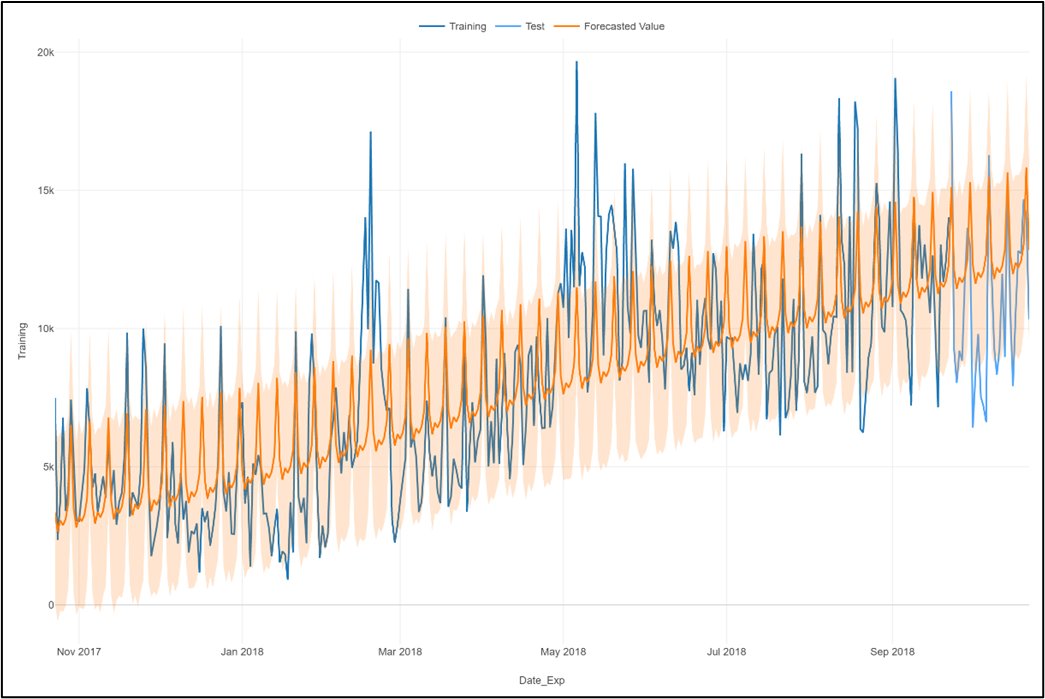 Training Test Forecasted Value
20k
15k
10k
5k
0
Training
Nov 2017 Jan 2018 Mar 2018 May 2018 Jul 2018 Sep 2018
Date_Exp